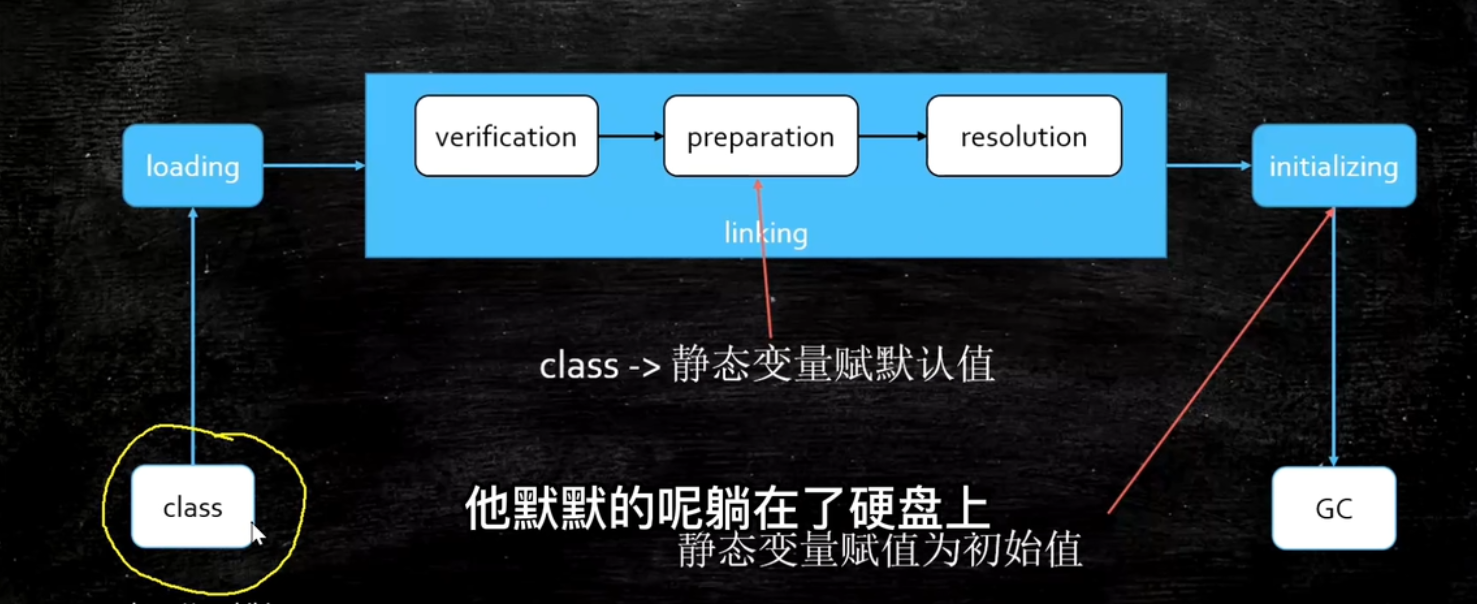 verification
preparation
resolution
loading
initializing
linking
class -> 静态变量赋默认值
class
他默默的呢躺在了硬盘上
GC
静态变量赋值为初始值